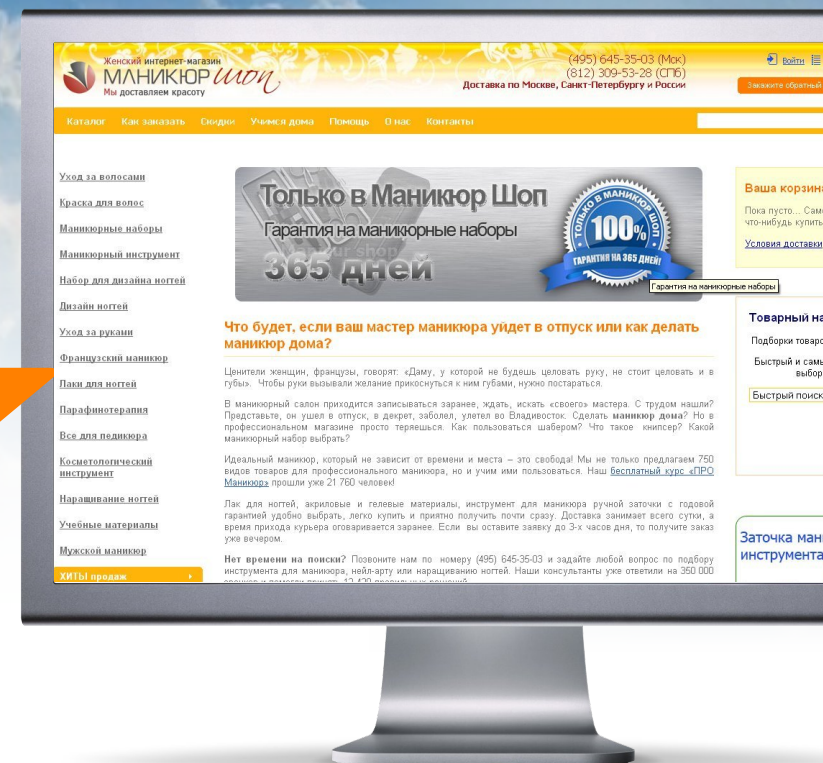 Женский интернет-магазин
МАНИКЮР шоп
Мы доставляем красоту
(495) 645-35-03 (Мск)
(812) 309-53-28 (СПб)
Доставка по Москве, Санкт-Петербургу и России
Войти
Закажите обратный
Каталог Как заказать Скидки Учимся дома Помощь О нас Контакты
Уход за волосами
Краска для волос
Маникюрные наборы
Маникюрный инструмент
Набор для дизайна ногтей
Дизайн ногтей
Уход за руками
Французский маникюр
Лаки для ногтей
Парафинотерапия
Все для педикюра
Косметологический
инструмент
Наращивание ногтей
Учебные материалы
Мужской маникюр
ХИТЫ продаж
Только в Маникюр Шоп
Гарантия на маникюрные наборы
your shop
365 дней
МАНИКЮР ШОП
ТОЛЬКО В
100%
ГАРАНТИЯ НА 365 ДНЕЙ!
Гарантия на маникюрные наборы
Что будет, если ваш мастер маникюра уйдет в отпуск или как делать
маникюр дома?
Ценители женщин, французы, говорят: «Даму, у которой не будешь целовать руку, не стоит целовать и в
губы». Чтобы руки вызывали желание прикоснуться к ним губами, нужно постараться.
В маникюрный салон приходится записываться заранее, ждать, искать «своего» мастера. С трудом нашли?
Представьте, он ушел в отпуск, в декрет, заболел, улетел во Владивосток. Сделать маникюр дома? Но в
профессиональном магазине просто теряешься. Как пользоваться шабером? Что такое книпсер? Какой
маникюрный набор выбрать?
Идеальный маникюр, который не зависит от времени и места – это свобода! Мы не только предлагаем 750
видов товаров для профессионального маникюра, но и учим ими пользоваться. Наш бесплатный курс «ПРО
Маникюр» прошли уже 21 760 человек!
Лак для ногтей, акриловые и гелевые материалы, инструмент для маникюра ручной заточки с годовой
гарантией удобно выбрать, легко купить и приятно получить почти сразу. Доставка занимает всего сутки, а
время прихода курьера оговаривается заранее. Если вы оставите заявку до 3-х часов дня, то получите заказ
уже вечером.
Нет времени на поиски? Позвоните нам по номеру (495) 645-35-03 и задайте любой вопрос по подбору
инструмента для маникюра, нейл-арту или наращиванию ногтей. Наши консультанты уже ответили на 350 000
Ваша корзина
Пока пусто... Само
что-нибудь купить
Условия доставки
Товарный на
Подборки товаро
Быстрый и самы
выбор
Быстрый поиск
Заточка ман
инструмента